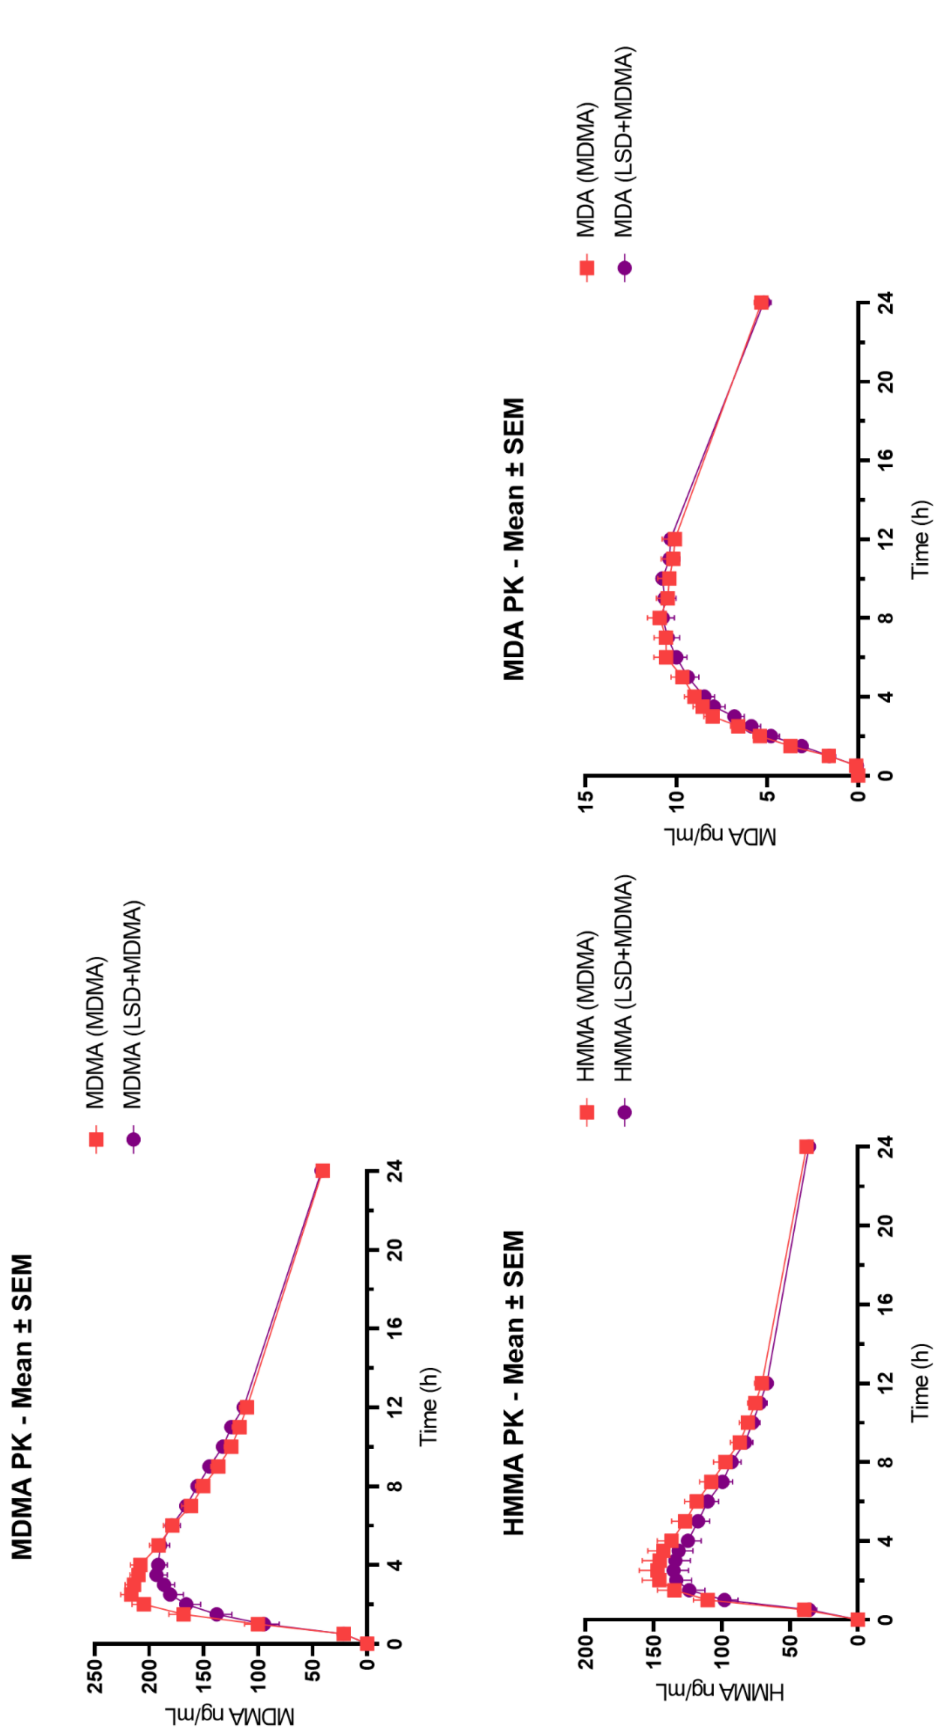 MDMA PK - Mean ± SEM
MDMA ng/mL
250
200
150
100
50
0
0 4 8 12 16 20 24
Time (h)
MDMA (MDMA)
MDMA (LSD+MDMA)
HMMA PK - Mean ± SEM
HMMA ng/mL
200
150
100
50
0
0 4 8 12 16 20 24
Time (h)
HMMA (MDMA)
HMMA (LSD+MDMA)
MDA PK - Mean ± SEM
MDA ng/mL
15
10
5
0
0 4 8 12 16 20 24
Time (h)
MDA (MDMA)
MDA (LSD+MDMA)